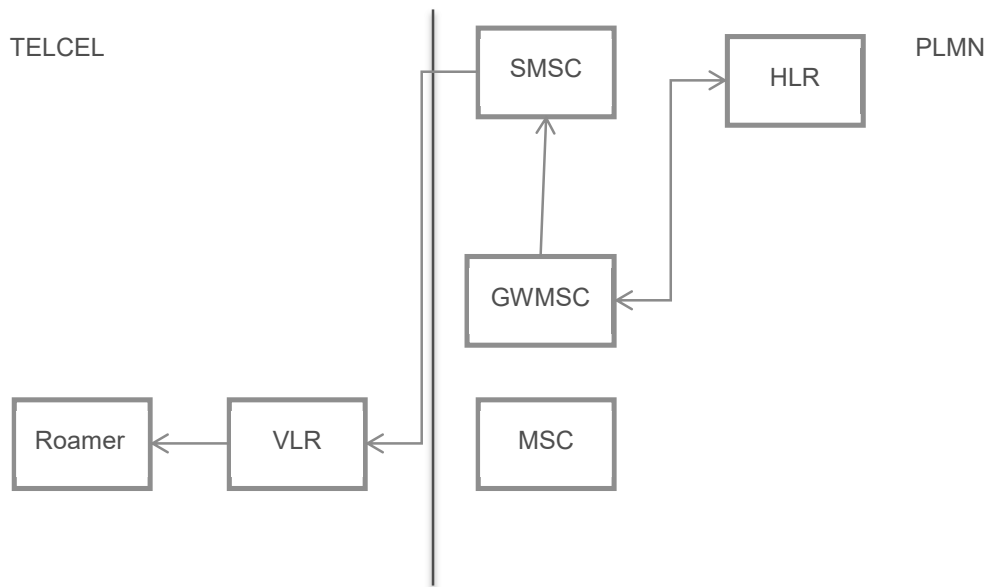 TELCEL
SMSC
HLR
PLMN
GWMSC
Roamer
VLR
MSC